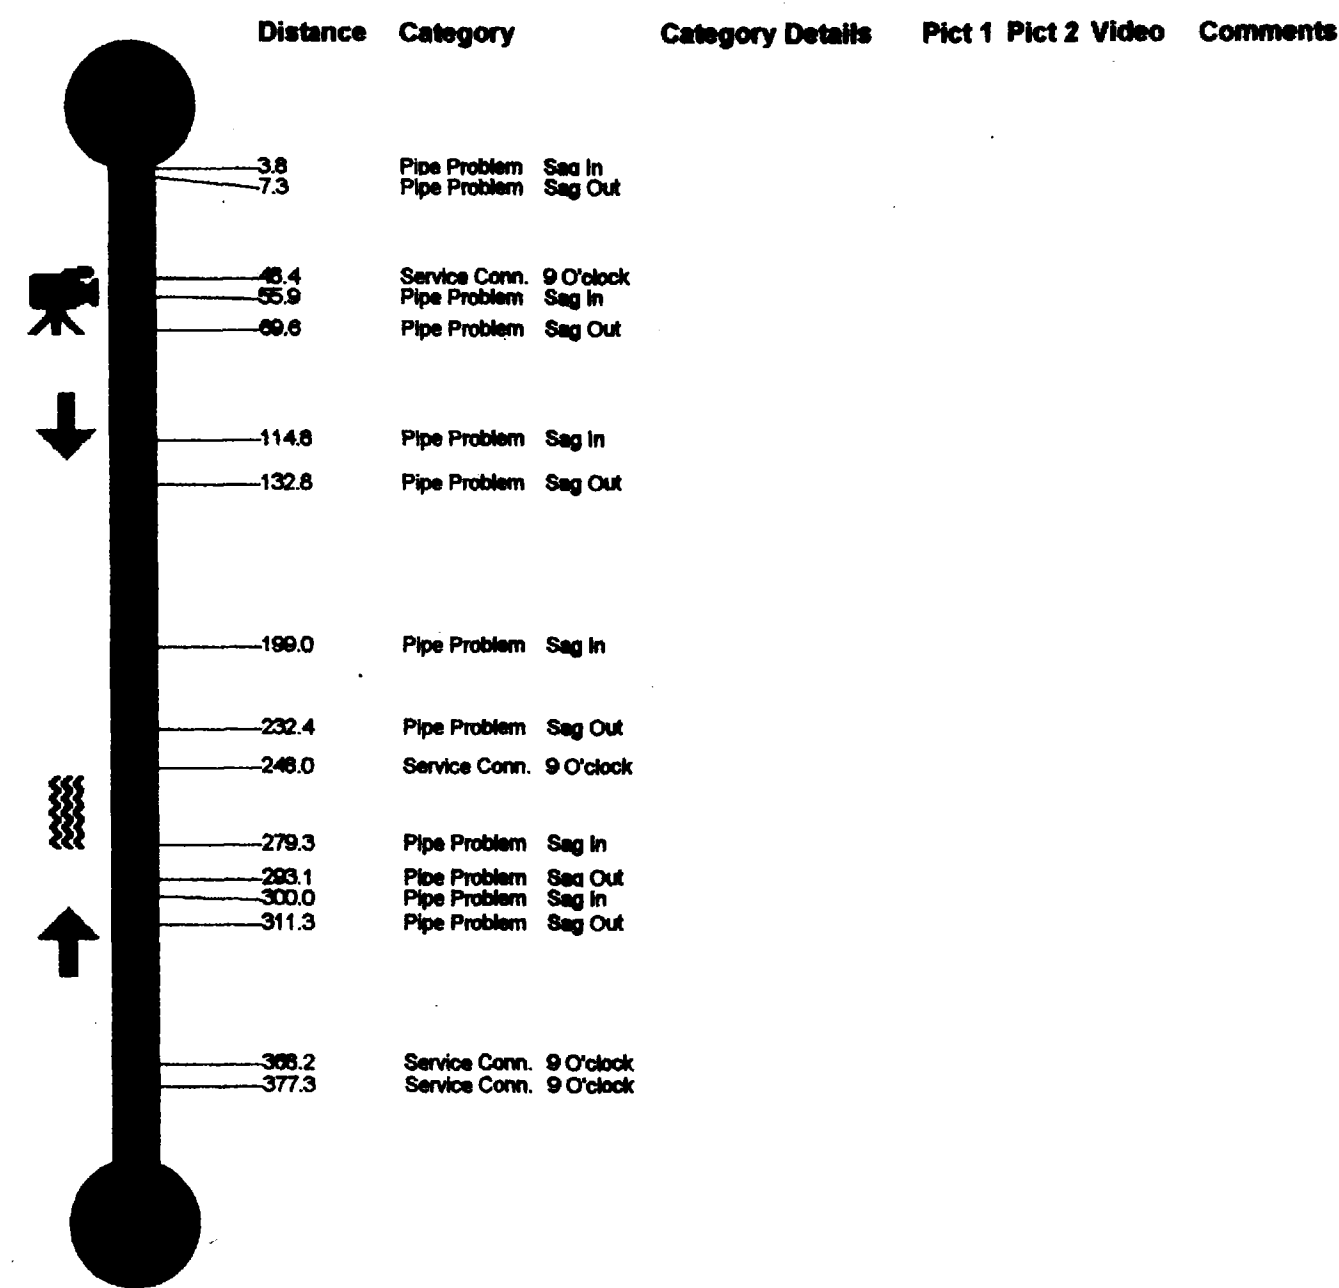 Distance Category Category Details Pict 1 Pict 2 Video Comments
3.8 Pipe Problem Sag In
7.3 Pipe Problem Sag Out
48.4 Service Conn. 9 O'clock
55.9 Pipe Problem Sag In
69.6 Pipe Problem Sag Out
114.8 Pipe Problem Sag In
132.8 Pipe Problem Sag Out
199.0 Pipe Problem Sag In
232.4 Pipe Problem Sag Out
248.0 Service Conn. 9 O'clock
279.3 Pipe Problem Sag In
293.1 Pipe Problem Sag Out
300.0 Pipe Problem Sag In
311.3 Pipe Problem Sag Out
368.2 Service Conn. 9 O'clock
377.3 Service Conn. 9 O'clock